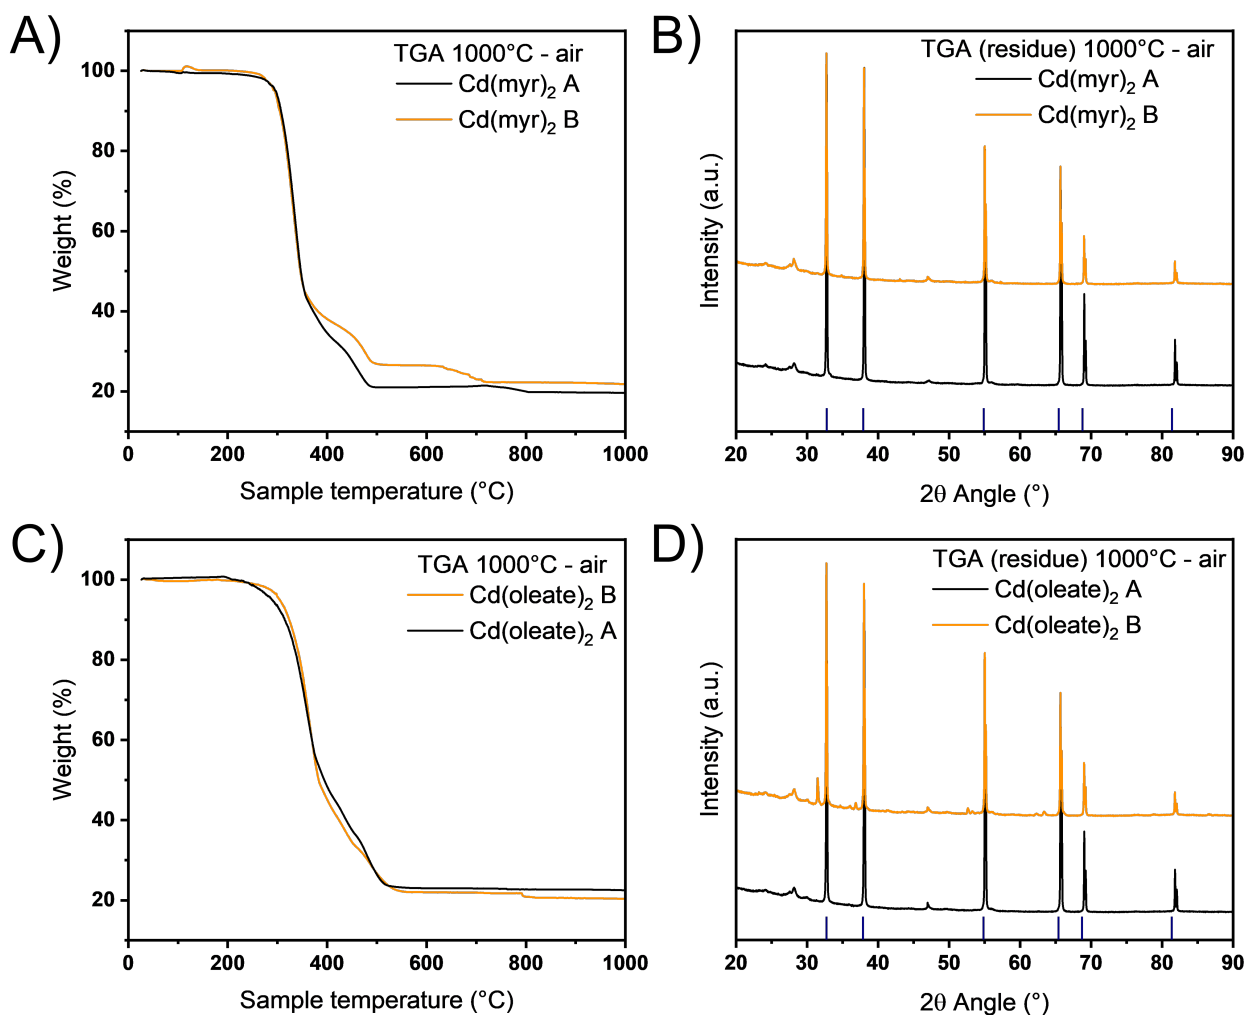 A)
TGA 1000°C - air
Cd(myr)₂ A
Cd(myr)₂ B
100
80
60
40
20
Weight (%)
0 200 400 600 800 1000
Sample temperature (°C)
B)
TGA (residue) 1000°C - air
Cd(myr)₂ A
Cd(myr)₂ B
Intensity (a.u.)
20 30 40 50 60 70 80 90
2θ Angle (°)
C)
TGA 1000°C - air
Cd(oleate)₂ B
Cd(oleate)₂ A
100
80
60
40
20
Weight (%)
0 200 400 600 800 1000
Sample temperature (°C)
D)
TGA (residue) 1000°C - air
Cd(oleate)₂ A
Cd(oleate)₂ B
Intensity (a.u.)
20 30 40 50 60 70 80 90
2θ Angle (°)